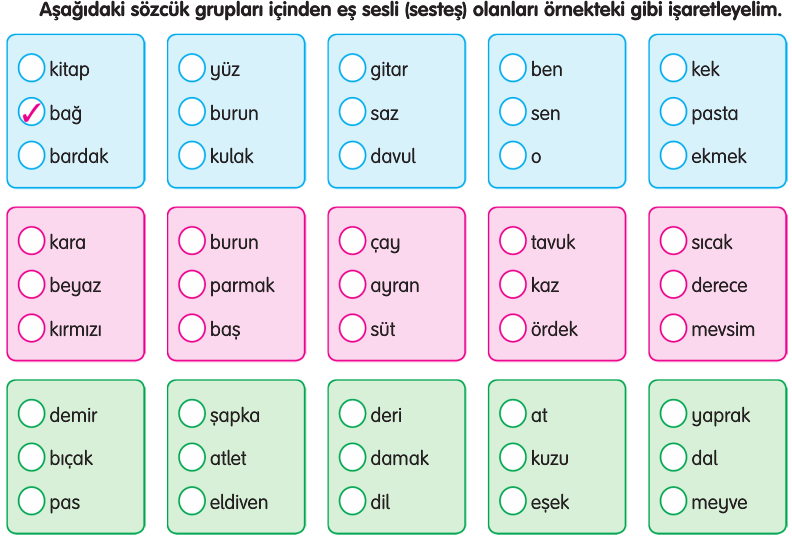 Aşağıdaki sözcük grupları içinden eş sesli (sesteş) olanları örnekteki gibi işaretleyelim.
kitap
bağ
bardak
yüz
burun
kulak
gitar
saz
davul
ben
sen
o
kek
pasta
ekmek
kara
beyaz
kırmızı
burun
parmak
baş
çay
ayran
süt
tavuk
kaz
ördek
sıcak
derece
mevsim
demir
bıçak
pas
şapka
atlet
eldiven
deri
damak
dil
at
kuzu
eşek
yaprak
dal
meyve